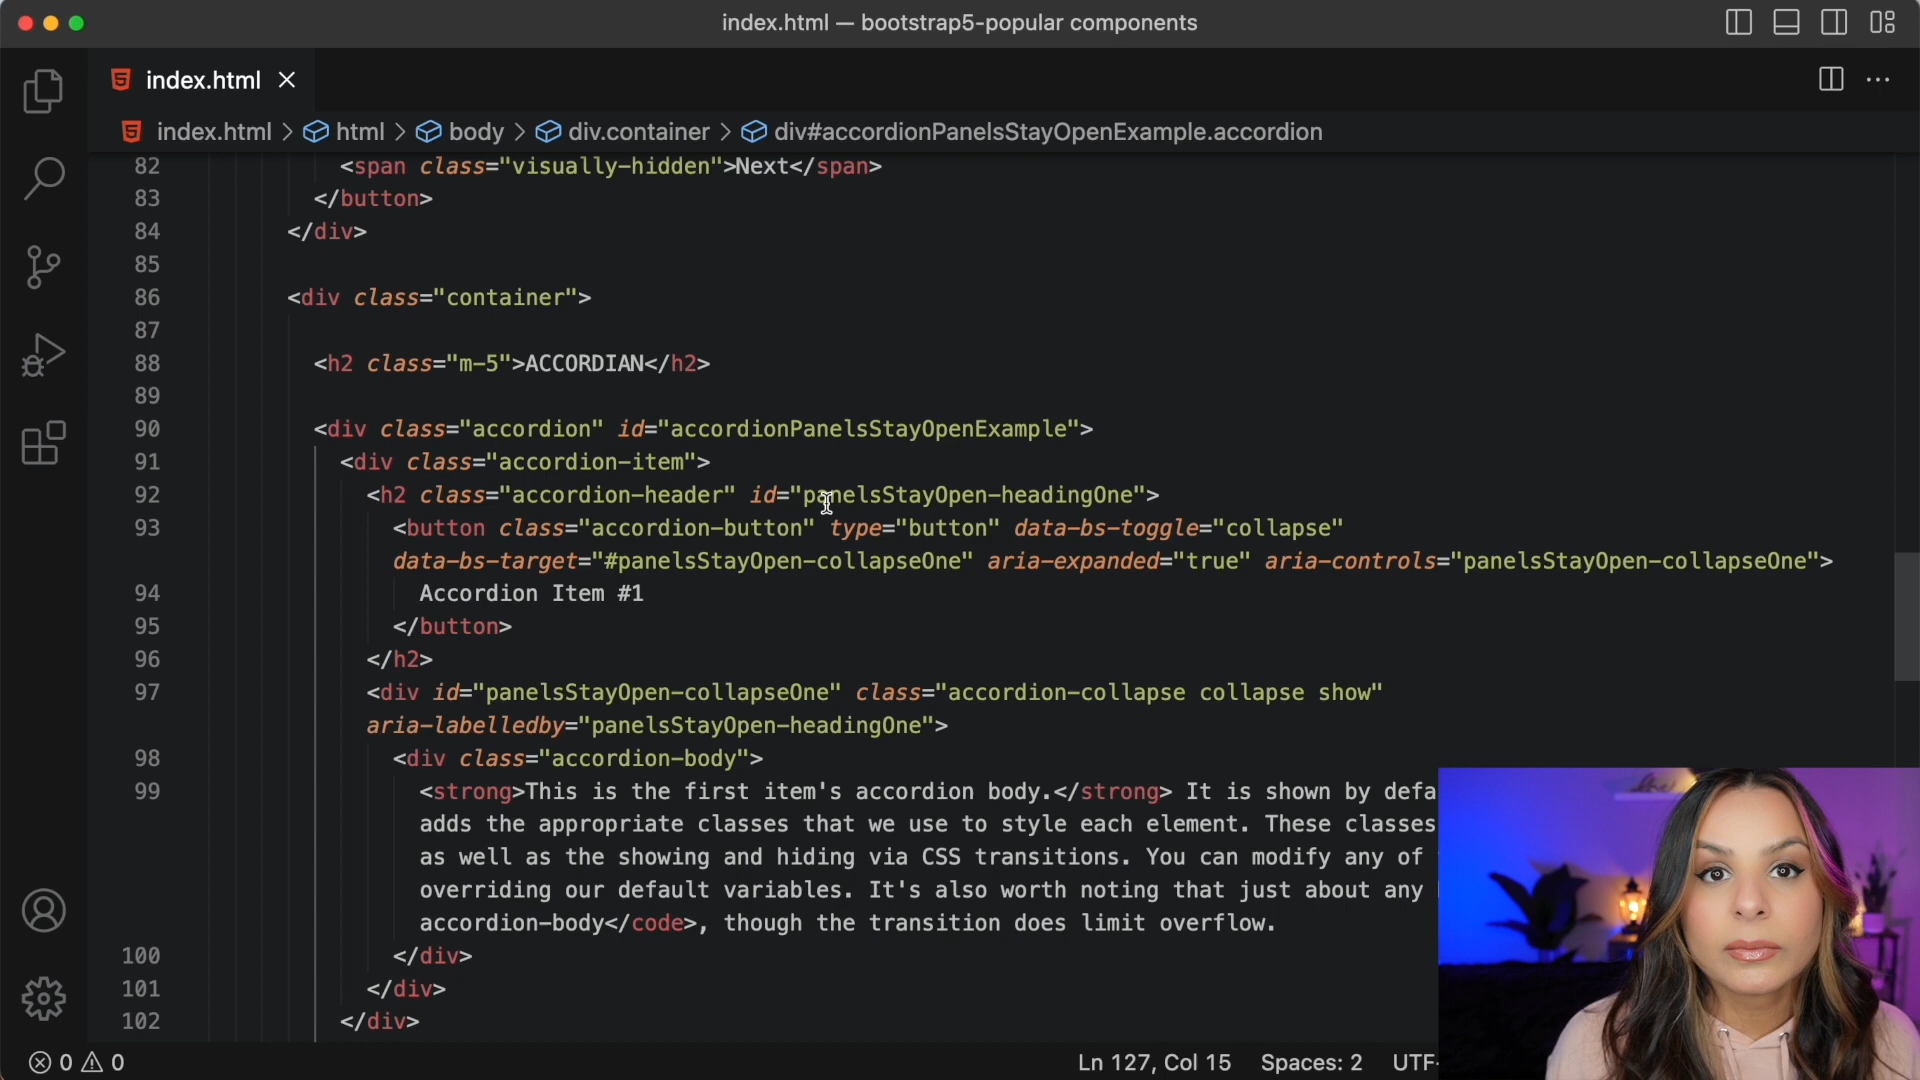 index.html — bootstrap5-popular components
index.html
index.html > html > body > div.container > div#accordionPanelsStayOpenExample.accordion
82 <span class="visually-hidden">Next</span>
83 </button>
84 </div>
85
86 <div class="container">
87
88 <h2 class="m-5">ACCORDIAN</h2>
89
90 <div class="accordion" id="accordionPanelsStayOpenExample">
91 <div class="accordion-item">
92 <h2 class="accordion-header" id="panelsStayOpen-headingOne">
93 <button class="accordion-button" type="button" data-bs-toggle="collapse"
data-bs-target="#panelsStayOpen-collapseOne" aria-expanded="true" aria-controls="panelsStayOpen-collapseOne">
94 Accordion Item #1
95 </button>
96 </h2>
97 <div id="panelsStayOpen-collapseOne" class="accordion-collapse collapse show"
aria-labelledby="panelsStayOpen-headingOne">
98 <div class="accordion-body">
99 <strong>This is the first item's accordion body.</strong> It is shown by defa
adds the appropriate classes that we use to style each element. These classes
as well as the showing and hiding via CSS transitions. You can modify any of
overriding our default variables. It's also worth noting that just about any
accordion-body</code>, though the transition does limit overflow.
100 </div>
101 </div>
102 </div>
0 0 Ln 127, Col 15 Spaces: 2 UTF-